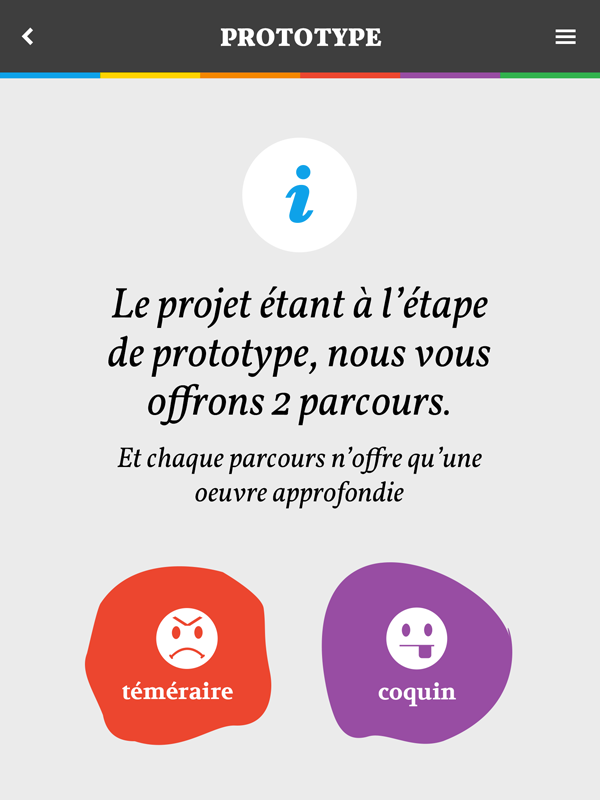 PROTOTYPE
i
Le projet étant à l’étape
de prototype, nous vous
offrons 2 parcours.
Et chaque parcours n’offre qu’une
oeuvre approfondie
téméraire
coquin